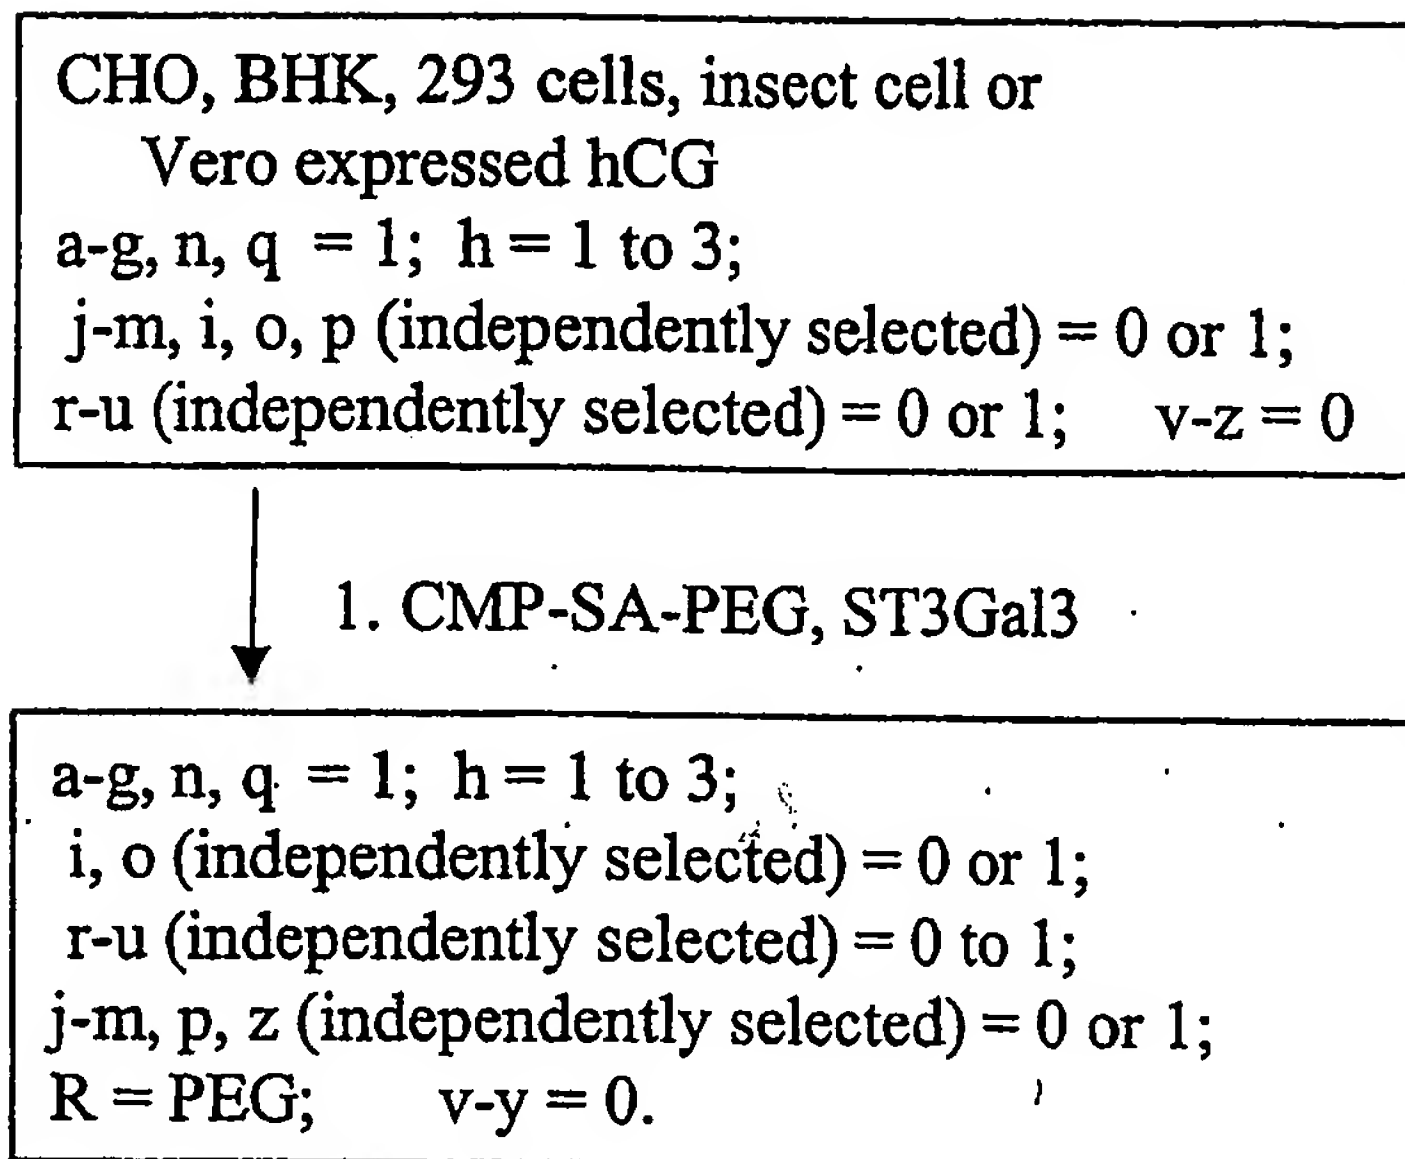 CHO, BHK, 293 cells, insect cell or
Vero expressed hCG
a-g, n, q = 1; h = 1 to 3;
j-m, i, o, p (independently selected) = 0 or 1;
r-u (independently selected) = 0 or 1; v-z = 0
1. CMP-SA-PEG, ST3Gal3
a-g, n, q = 1; h = 1 to 3;
i, o (independently selected) = 0 or 1;
r-u (independently selected) = 0 to 1;
j-m, p, z (independently selected) = 0 or 1;
R = PEG; v-y = 0.